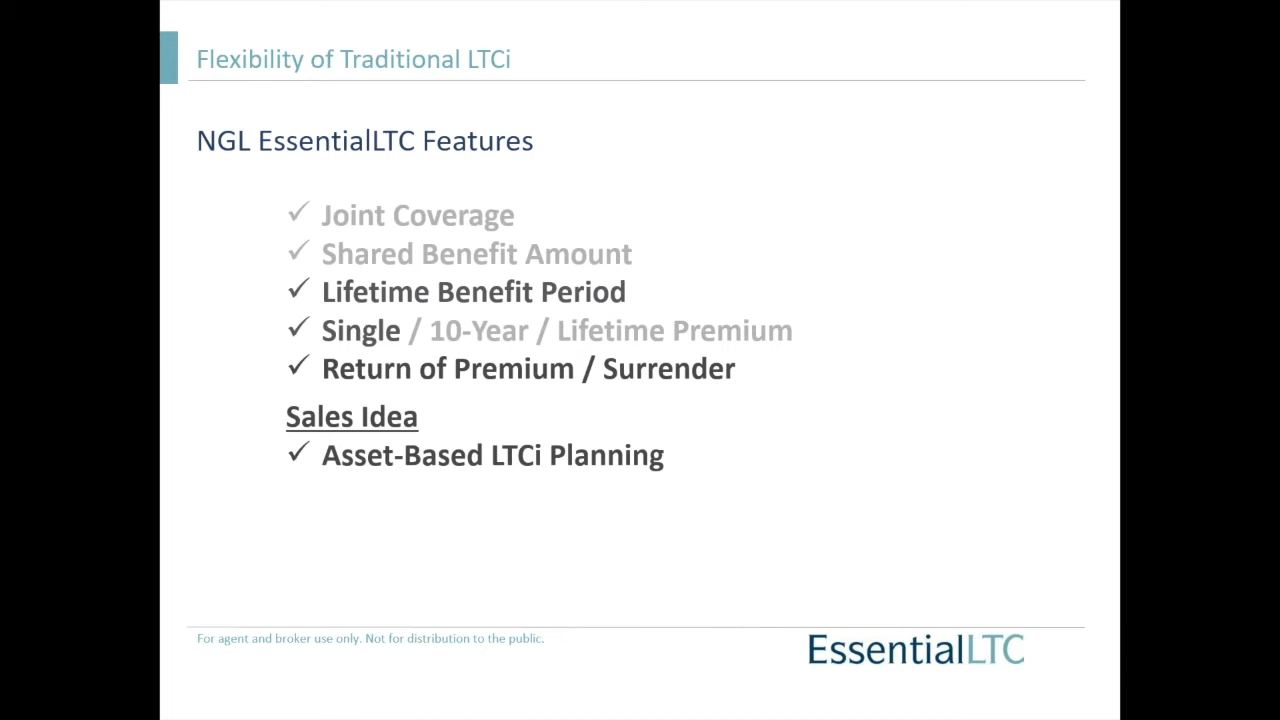 Flexibility of Traditional LTCi
NGL EssentialLTC Features
✓ Joint Coverage
✓ Shared Benefit Amount
✓ Lifetime Benefit Period
✓ Single / 10-Year / Lifetime Premium
✓ Return of Premium / Surrender
Sales Idea
✓ Asset-Based LTCi Planning
For agent and broker use only. Not for distribution to the public.
EssentialLTC